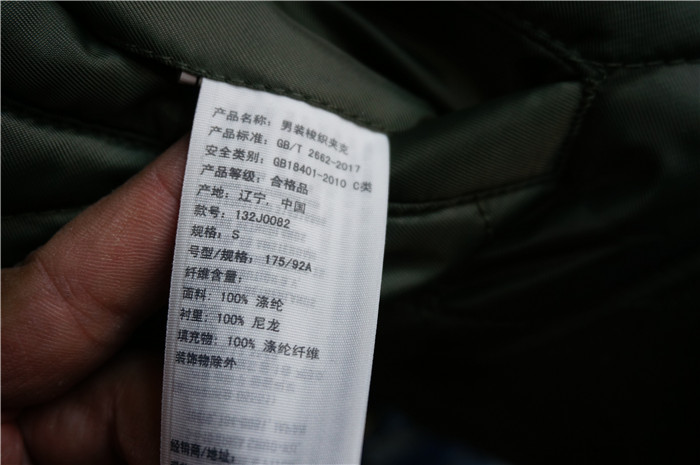 产品名称: 男装梭织夹克
产品标准: GB/T 2662-2017
安全类别: GB18401-2010 C类
产品等级: 合格品
产地: 辽宁, 中国
款号: 132J0082
规格: S
号型/规格: 175/92A
纤维含量:
面料: 100% 涤纶
衬里: 100% 尼龙
填充物: 100% 涤纶纤维
装饰物除外
经销商/地址: